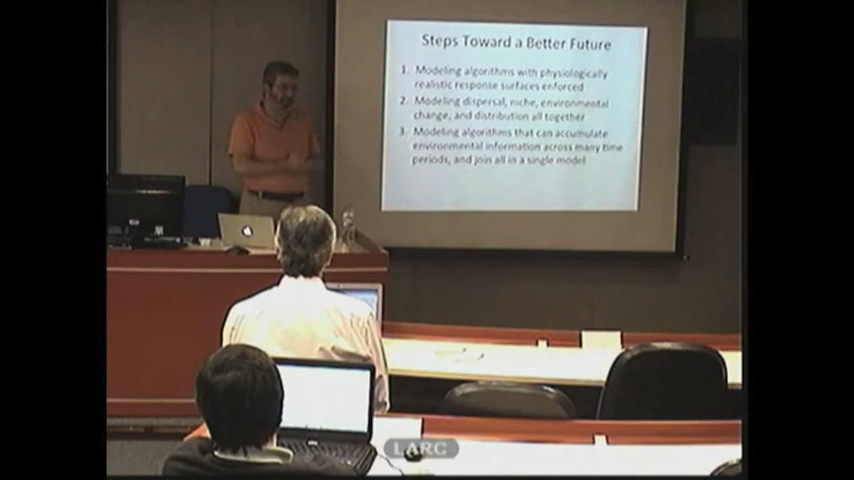 Steps Toward a Better Future
1. Modeling algorithms with physiologically
realistic response surfaces enforced
2. Modeling dispersal, niche, environmental
change, and distribution all together
3. Modeling algorithms that can accumulate
environmental information across many time
periods, and join all in a single model
LARC